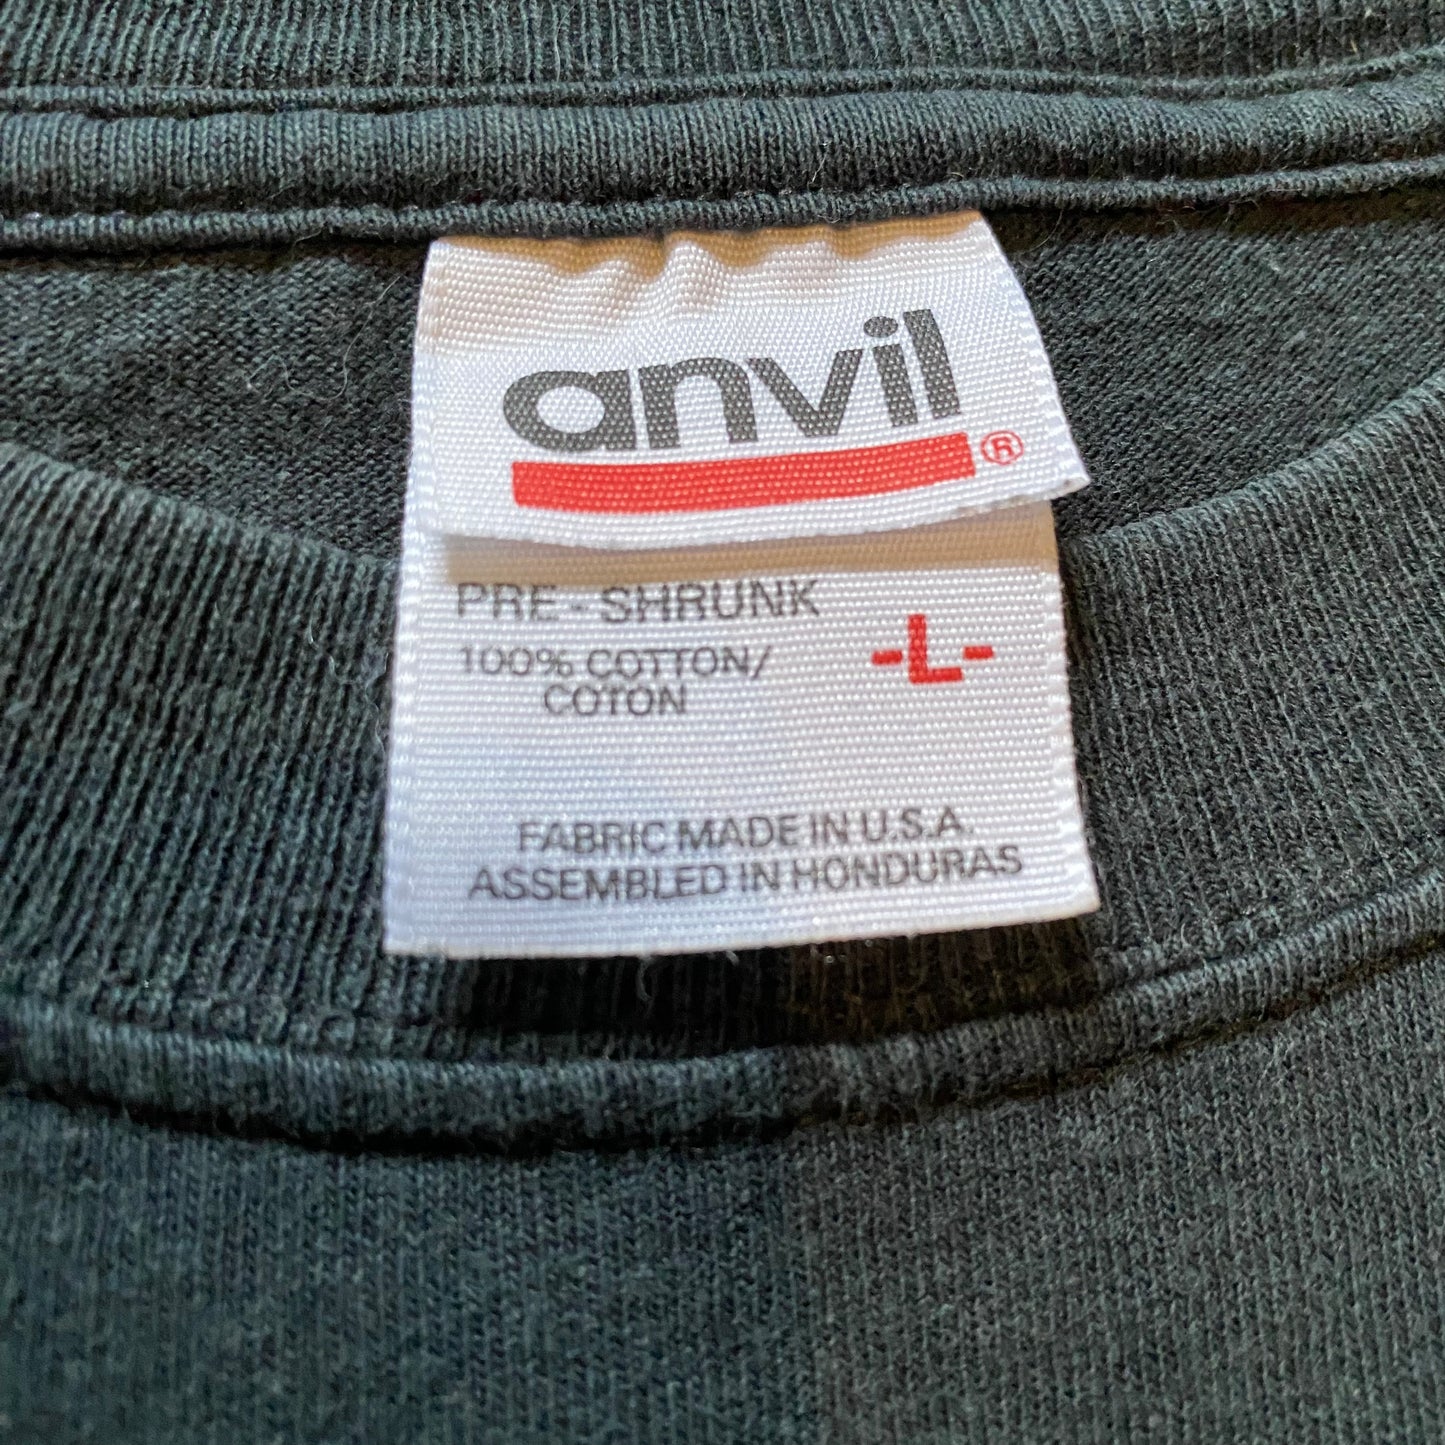 anvil®
PRE-SHRUNK
100% COTTON/
COTON
-L-
FABRIC MADE IN U.S.A.
ASSEMBLED IN HONDURAS